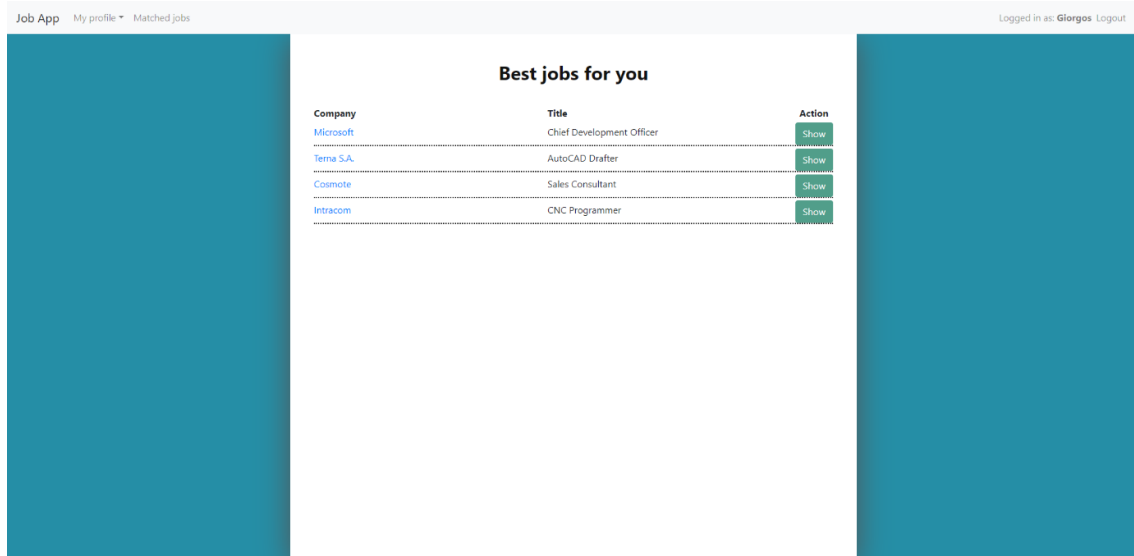 Job App My profile Matched jobs Logged in as: Giorgos Logout
Best jobs for you
Company Title Action
Microsoft Chief Development Officer Show
Terna S.A. AutoCAD Drafter Show
Cosmote Sales Consultant Show
Intracom CNC Programmer Show